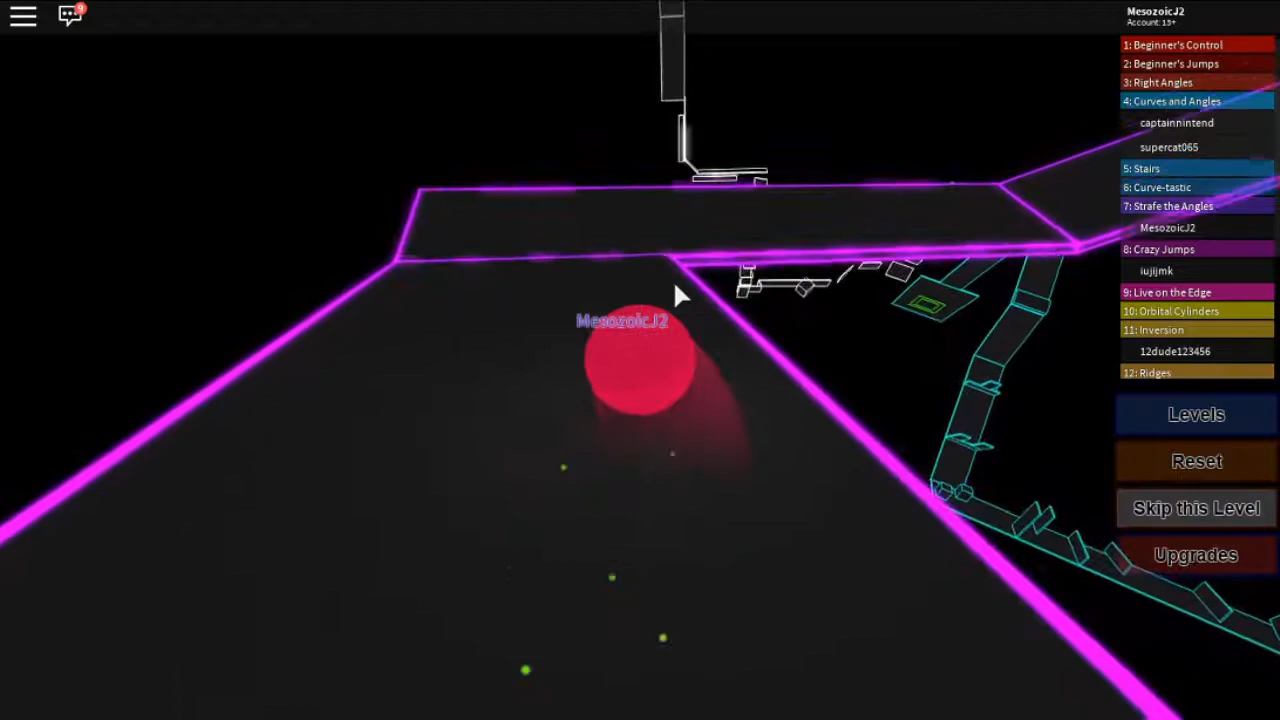 9
MesozoicJ2
Account: 13+
1: Beginner's Control
2: Beginner's Jumps
3: Right Angles
4: Curves and Angles
captainnintend
supercat065
5: Stairs
6: Curve-tastic
7: Strafe the Angles
MesozoicJ2
8: Crazy Jumps
iujijmk
9: Live on the Edge
10: Orbital Cylinders
11: Inversion
12dude123456
12: Ridges
Levels
Reset
Skip this Level
Upgrades
MesozoicJ2